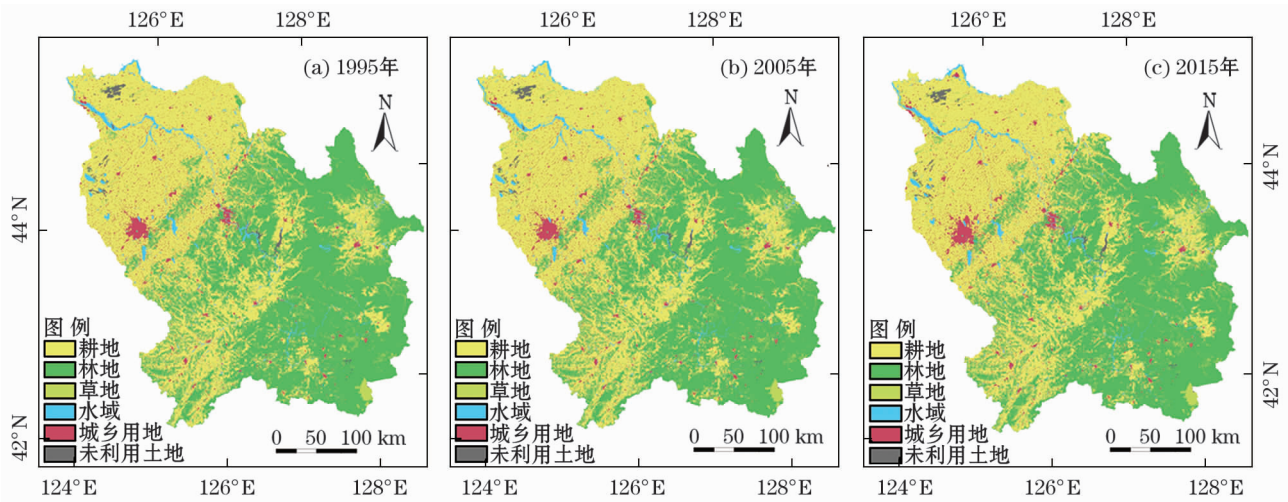 126°E 128°E 126°E 128°E 126°E 128°E
(a) 1995年
(b) 2005年
(c) 2015年
N
N
N
44°N
44°N
42°N
42°N
图 例
耕地
林地
草地
水域
城乡用地
未利用土地
0 50 100 km
图 例
耕地
林地
草地
水域
城乡用地
未利用土地
0 50 100 km
图 例
耕地
林地
草地
水域
城乡用地
未利用土地
0 50 100 km
124°E 126°E 128°E 124°E 126°E 128°E 124°E 126°E 128°E